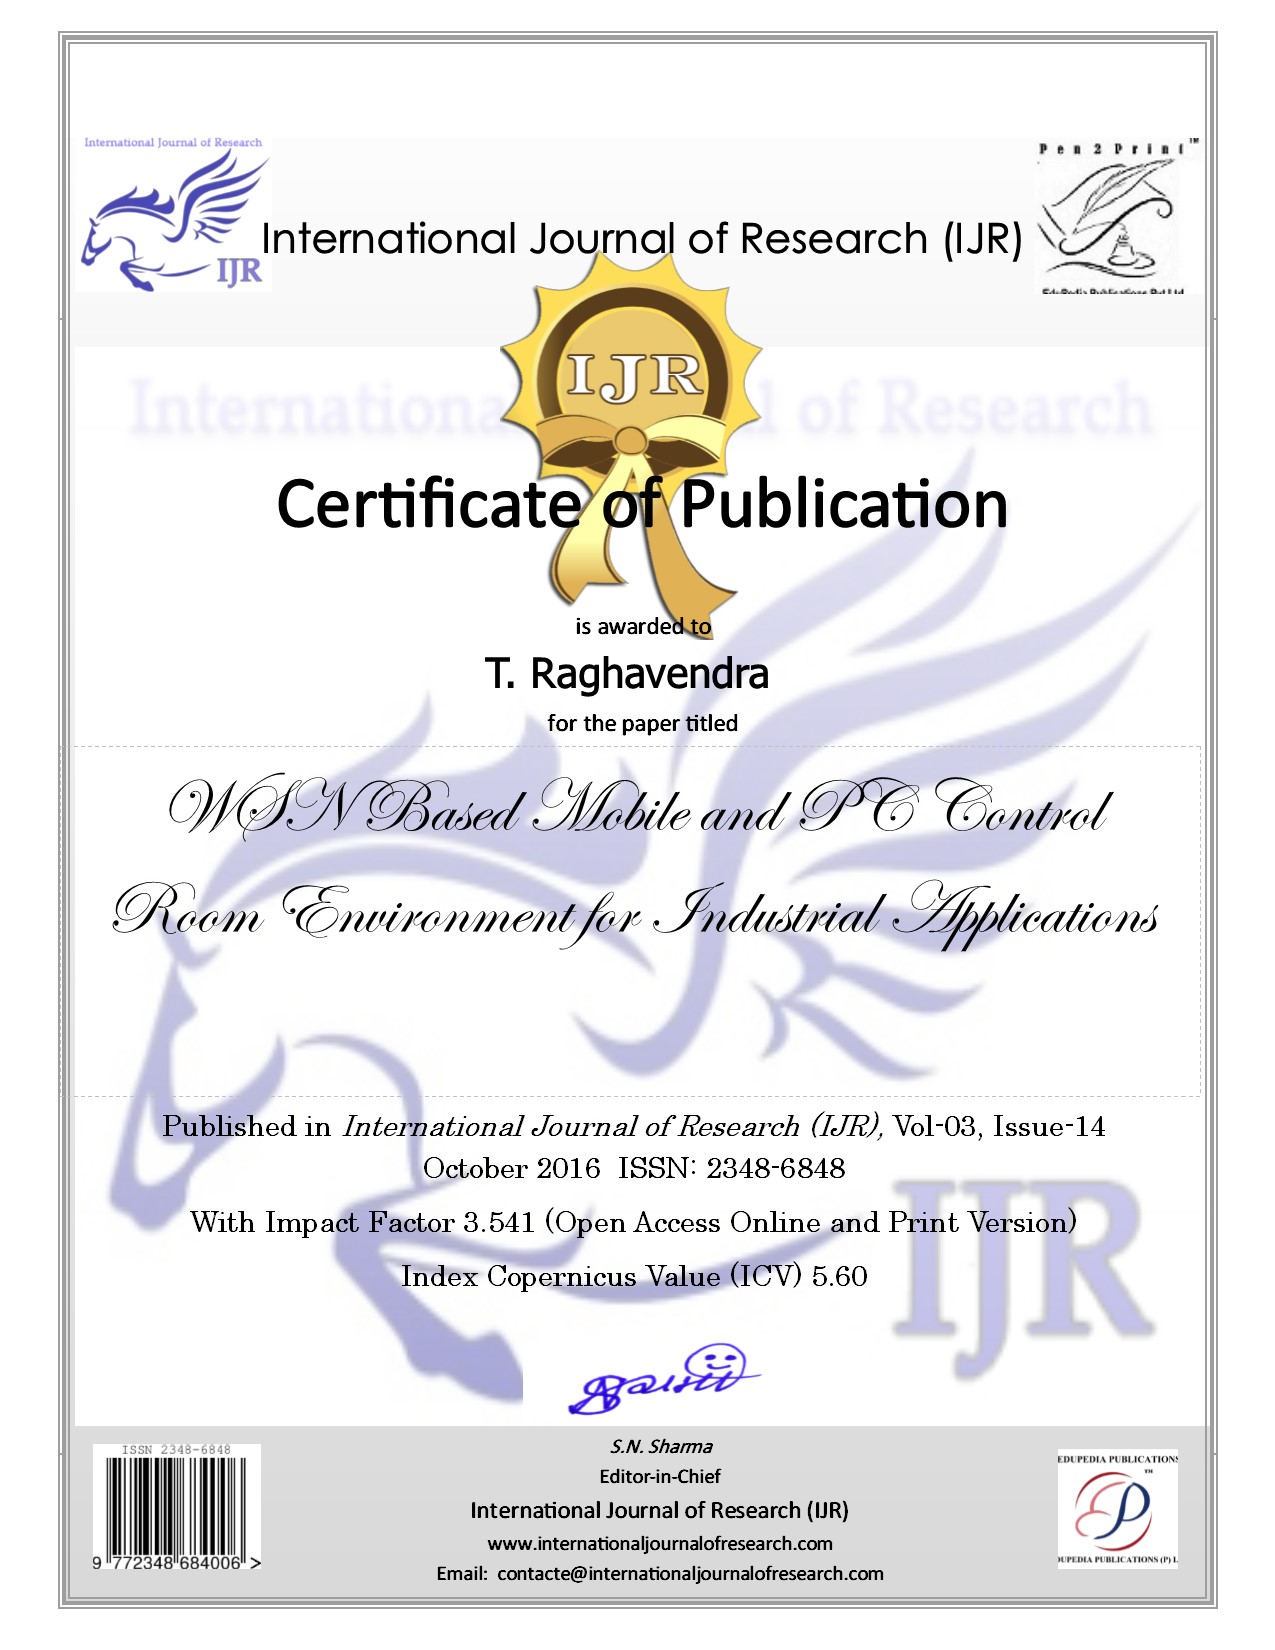 International Journal of Research
IJR
International Journal of Research (IJR)
Pen2Print™
EduPedia Publications Pvt Ltd
IJR
International Journal of Research
Certificate of Publication
is awarded to
T. Raghavendra
for the paper titled
WSN Based Mobile and PC Control
Room Environment for Industrial Applications
Published in International Journal of Research (IJR), Vol-03, Issue-14
October 2016 ISSN: 2348-6848
With Impact Factor 3.541 (Open Access Online and Print Version)
Index Copernicus Value (ICV) 5.60
IJR
ISSN 2348-6848
9 772348 684006 >
S.N. Sharma
Editor-in-Chief
International Journal of Research (IJR)
www.internationaljournalofresearch.com
Email: contacte@internationaljournalofresearch.com
EDUPEDIA PUBLICATIONS
™
EP
UPEDIA PUBLICATIONS (P) L